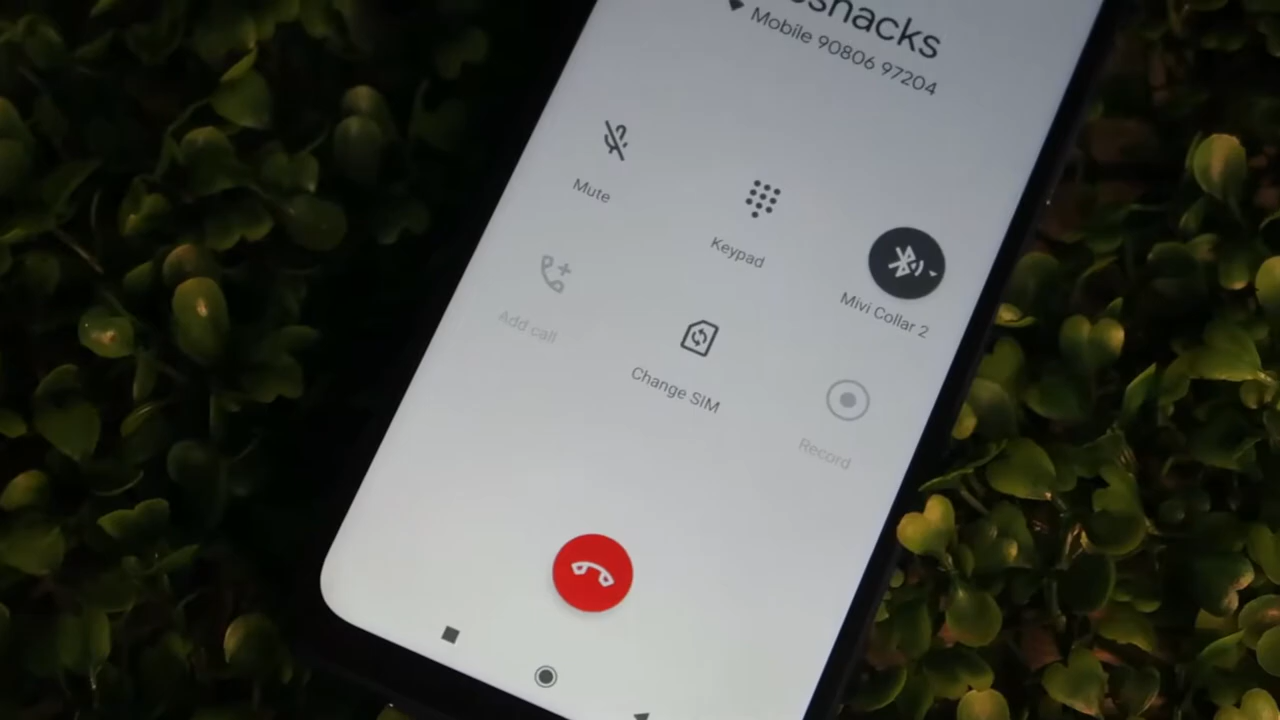 Mobile 90806 97204
Mute
Keypad
Mivi Collar 2
Add call
Change SIM
Record